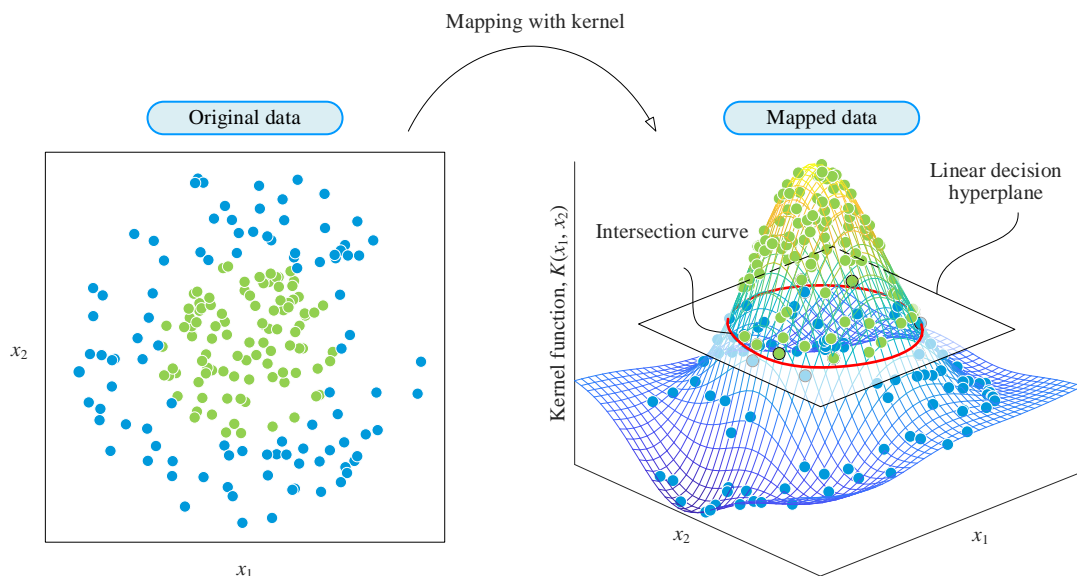 Mapping with kernel
Original data
Mapped data
Linear decision
hyperplane
Intersection curve
Kernel function, K(x₁, x₂)
x₂
x₁
x₂
x₁